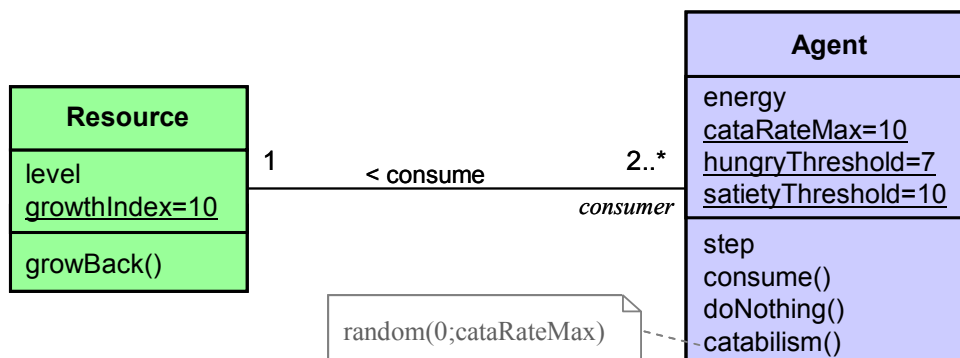 Resource
level
growthIndex=10
growBack()
1
< consume
2..*
consumer
Agent
energy
cataRateMax=10
hungryThreshold=7
satietyThreshold=10
step
consume()
doNothing()
catabilism()
random(0;cataRateMax)